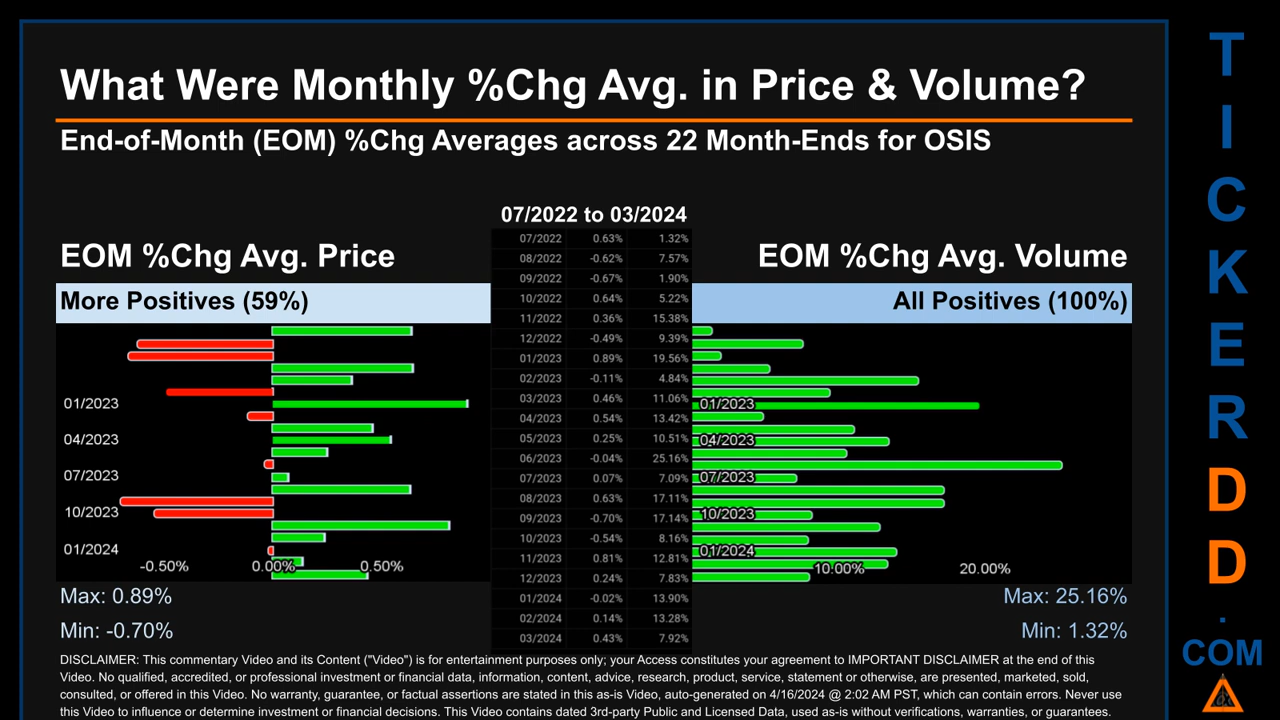 What Were Monthly %Chg Avg. in Price & Volume?
End-of-Month (EOM) %Chg Averages across 22 Month-Ends for OSIS
07/2022 to 03/2024
EOM %Chg Avg. Price
EOM %Chg Avg. Volume
More Positives (59%)
All Positives (100%)
07/2022 0.63% 1.32%
08/2022 -0.62% 7.57%
09/2022 -0.67% 1.90%
10/2022 0.64% 5.22%
11/2022 0.36% 15.38%
12/2022 -0.49% 9.39%
01/2023 0.89% 19.56%
02/2023 -0.11% 4.84%
03/2023 0.46% 11.06%
04/2023 0.54% 13.42%
05/2023 0.25% 10.51%
06/2023 -0.04% 25.16%
07/2023 0.07% 7.09%
08/2023 0.63% 17.11%
09/2023 -0.70% 17.14%
10/2023 -0.54% 8.16%
11/2023 0.81% 12.81%
12/2023 0.24% 7.83%
01/2024 -0.02% 13.90%
02/2024 0.14% 13.28%
03/2024 0.43% 7.92%
01/2023
04/2023
07/2023
10/2023
01/2024
-0.50% 0.00% 0.50%
01/2023
04/2023
07/2023
10/2023
01/2024
10.00% 20.00%
Max: 0.89%
Min: -0.70%
Max: 25.16%
Min: 1.32%
DISCLAIMER: This commentary Video and its Content ("Video") is for entertainment purposes only; your Access constitutes your agreement to IMPORTANT DISCLAIMER at the end of this
Video. No qualified, accredited, or professional investment or financial data, information, content, advice, research, product, service, statement or otherwise, are presented, marketed, sold,
consulted, or offered in this Video. No warranty, guarantee, or factual assertions are stated in this as-is Video, auto-generated on 4/16/2024 @ 2:02 AM PST, which can contain errors. Never use
this Video to influence or determine investment or financial decisions. This Video contains dated 3rd-party Public and Licensed Data, used as-is without verifications, warranties, or guarantees.
T
I
C
K
E
R
D
D
.
COM